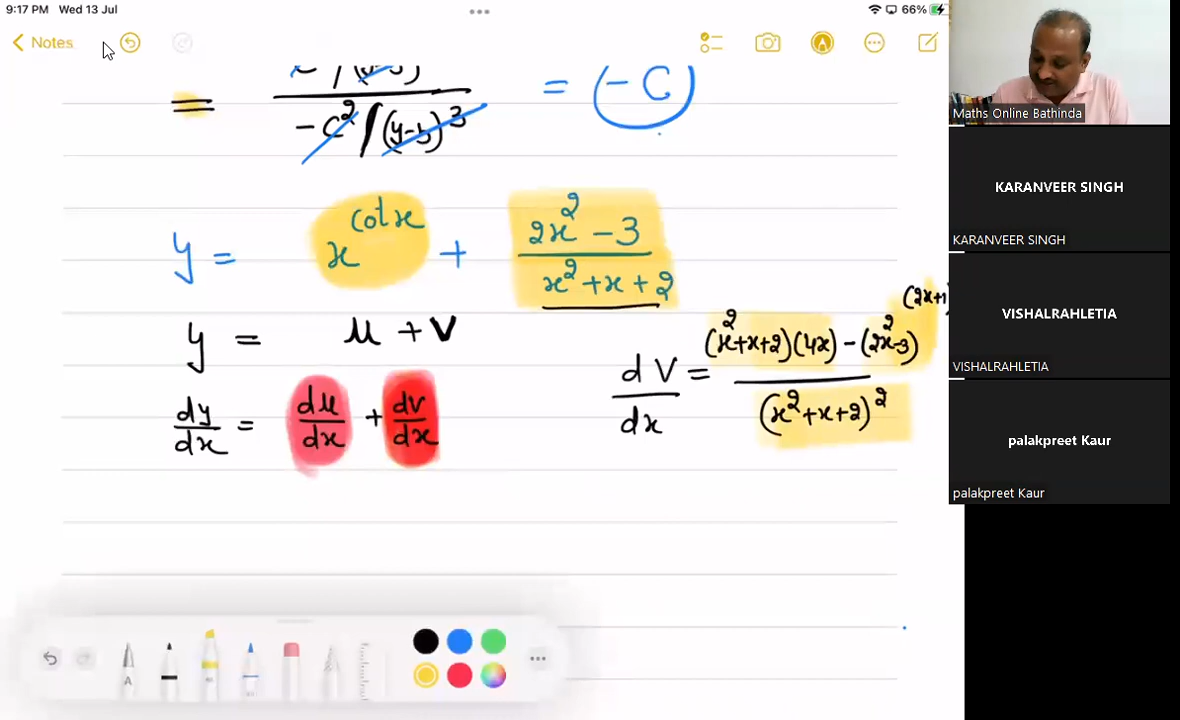 9:17 PM Wed 13 Jul
66%
Notes
= / (y-b)
-C² / (y-b)³ = (-C)
y = x^cotx + (2x² - 3) / (x² + x + 2)
y = u + v
dy/dx = du/dx + dv/dx
dV/dx = (x²+x+2)(4x) - (2x²-3)(2x+1 / (x²+x+2)²
A
Maths Online Bathinda
KARANVEER SINGH
KARANVEER SINGH
VISHALRAHLETIA
VISHALRAHLETIA
palakpreet Kaur
palakpreet Kaur